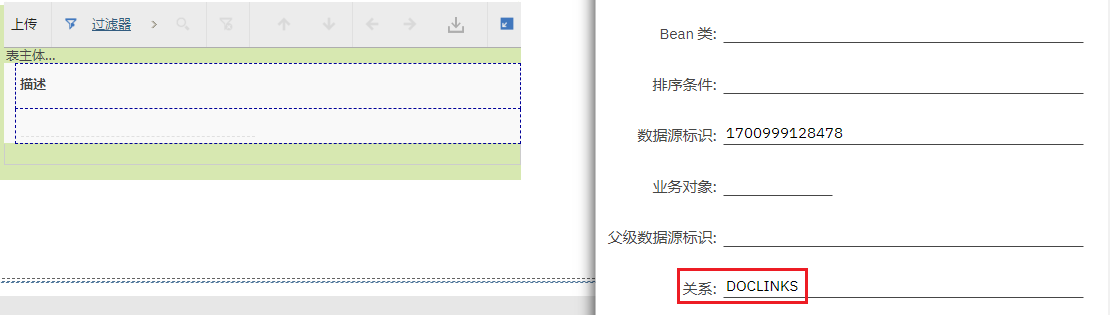 上传 过滤器
表主体...
描述
Bean 类:
排序条件:
数据源标识: 1700999128478
业务对象:
父级数据源标识:
关系: DOCLINKS